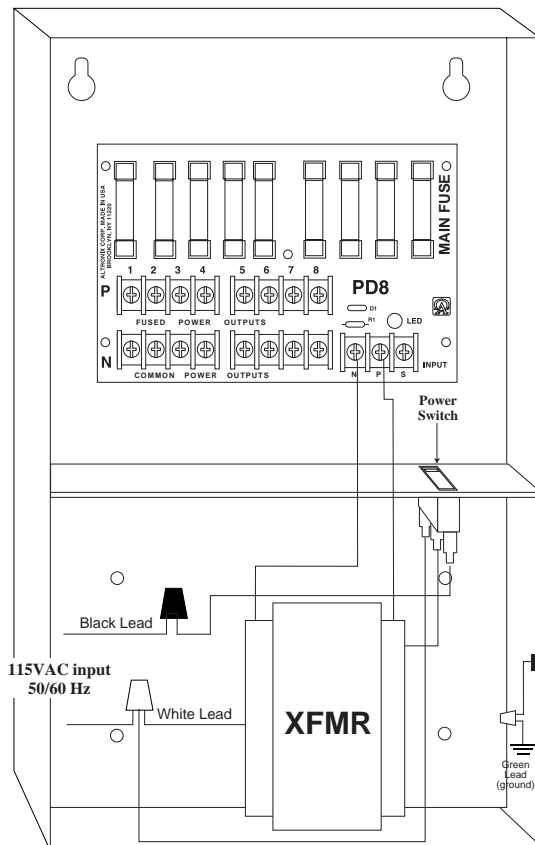 ALTRONIX CORP. MADE IN USA
BROOKLYN, NY 11220
MAIN FUSE
1 2 3 4 5 6 7 8
P
PD8
D1
R1
LED
FUSED POWER OUTPUTS
N
COMMON POWER OUTPUTS
N P S
INPUT
Power
Switch
Black Lead
115VAC input
50/60 Hz
White Lead
XFMR
Green
Lead
(ground)